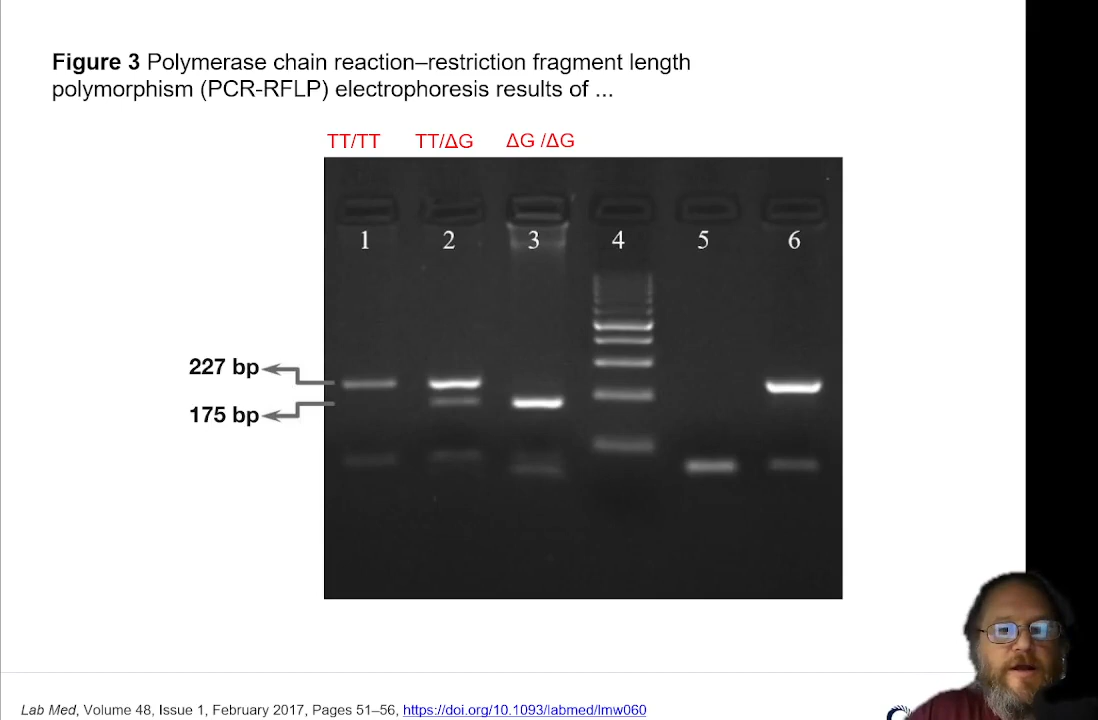 Figure 3 Polymerase chain reaction–restriction fragment length
polymorphism (PCR-RFLP) electrophoresis results of ...
TT/TT TT/ΔG ΔG /ΔG
1 2 3 4 5 6
227 bp
175 bp
Lab Med, Volume 48, Issue 1, February 2017, Pages 51–56, https://doi.org/10.1093/labmed/lmw060